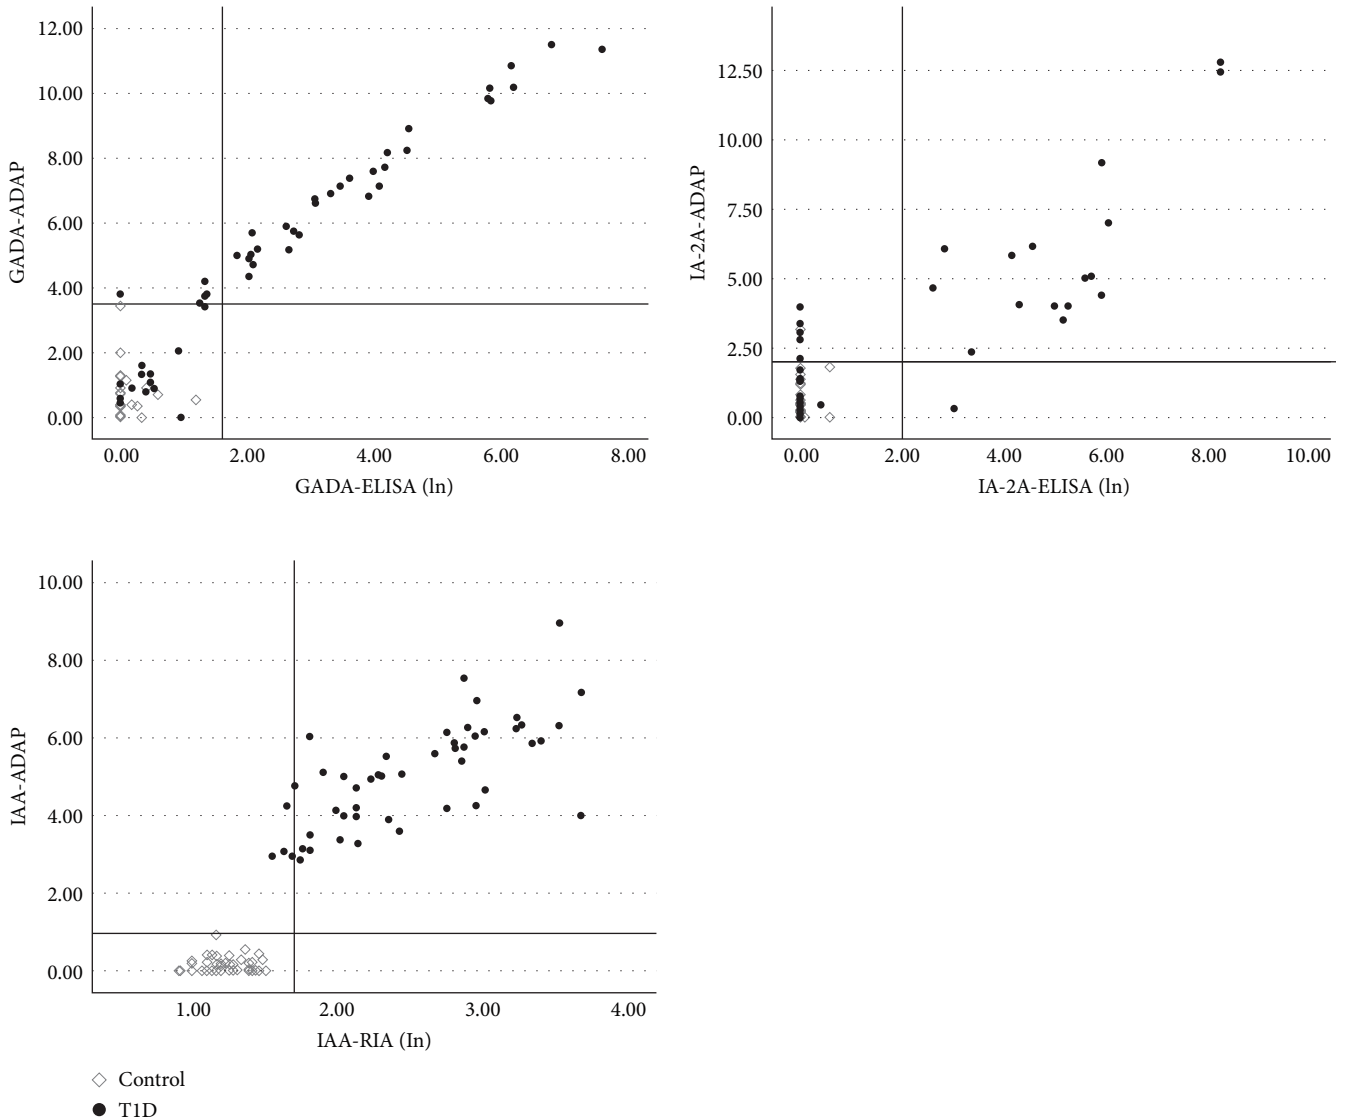 12.00
10.00
8.00
6.00
4.00
2.00
0.00
GADA-ADAP
0.00 2.00 4.00 6.00 8.00
GADA-ELISA (ln)
12.50
10.00
7.50
5.00
2.50
0.00
IA-2A-ADAP
0.00 2.00 4.00 6.00 8.00 10.00
IA-2A-ELISA (ln)
10.00
8.00
6.00
4.00
2.00
0.00
IAA-ADAP
1.00 2.00 3.00 4.00
IAA-RIA (In)
Control
T1D